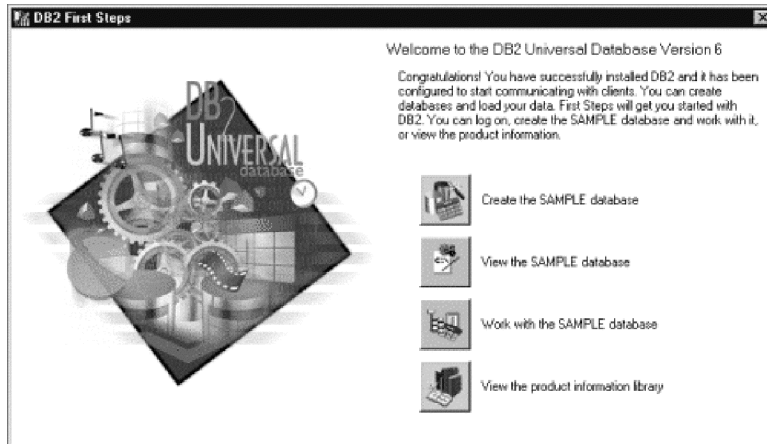 DB2 First Steps
Welcome to the DB2 Universal Database Version 6
Congratulations! You have successfully installed DB2 and it has been
configured to start communicating with clients. You can create
databases and load your data. First Steps will get you started with
DB2. You can log on, create the SAMPLE database and work with it,
or view the product information.
DB2
UNIVERSAL
database
Create the SAMPLE database
View the SAMPLE database
Work with the SAMPLE database
View the product information library